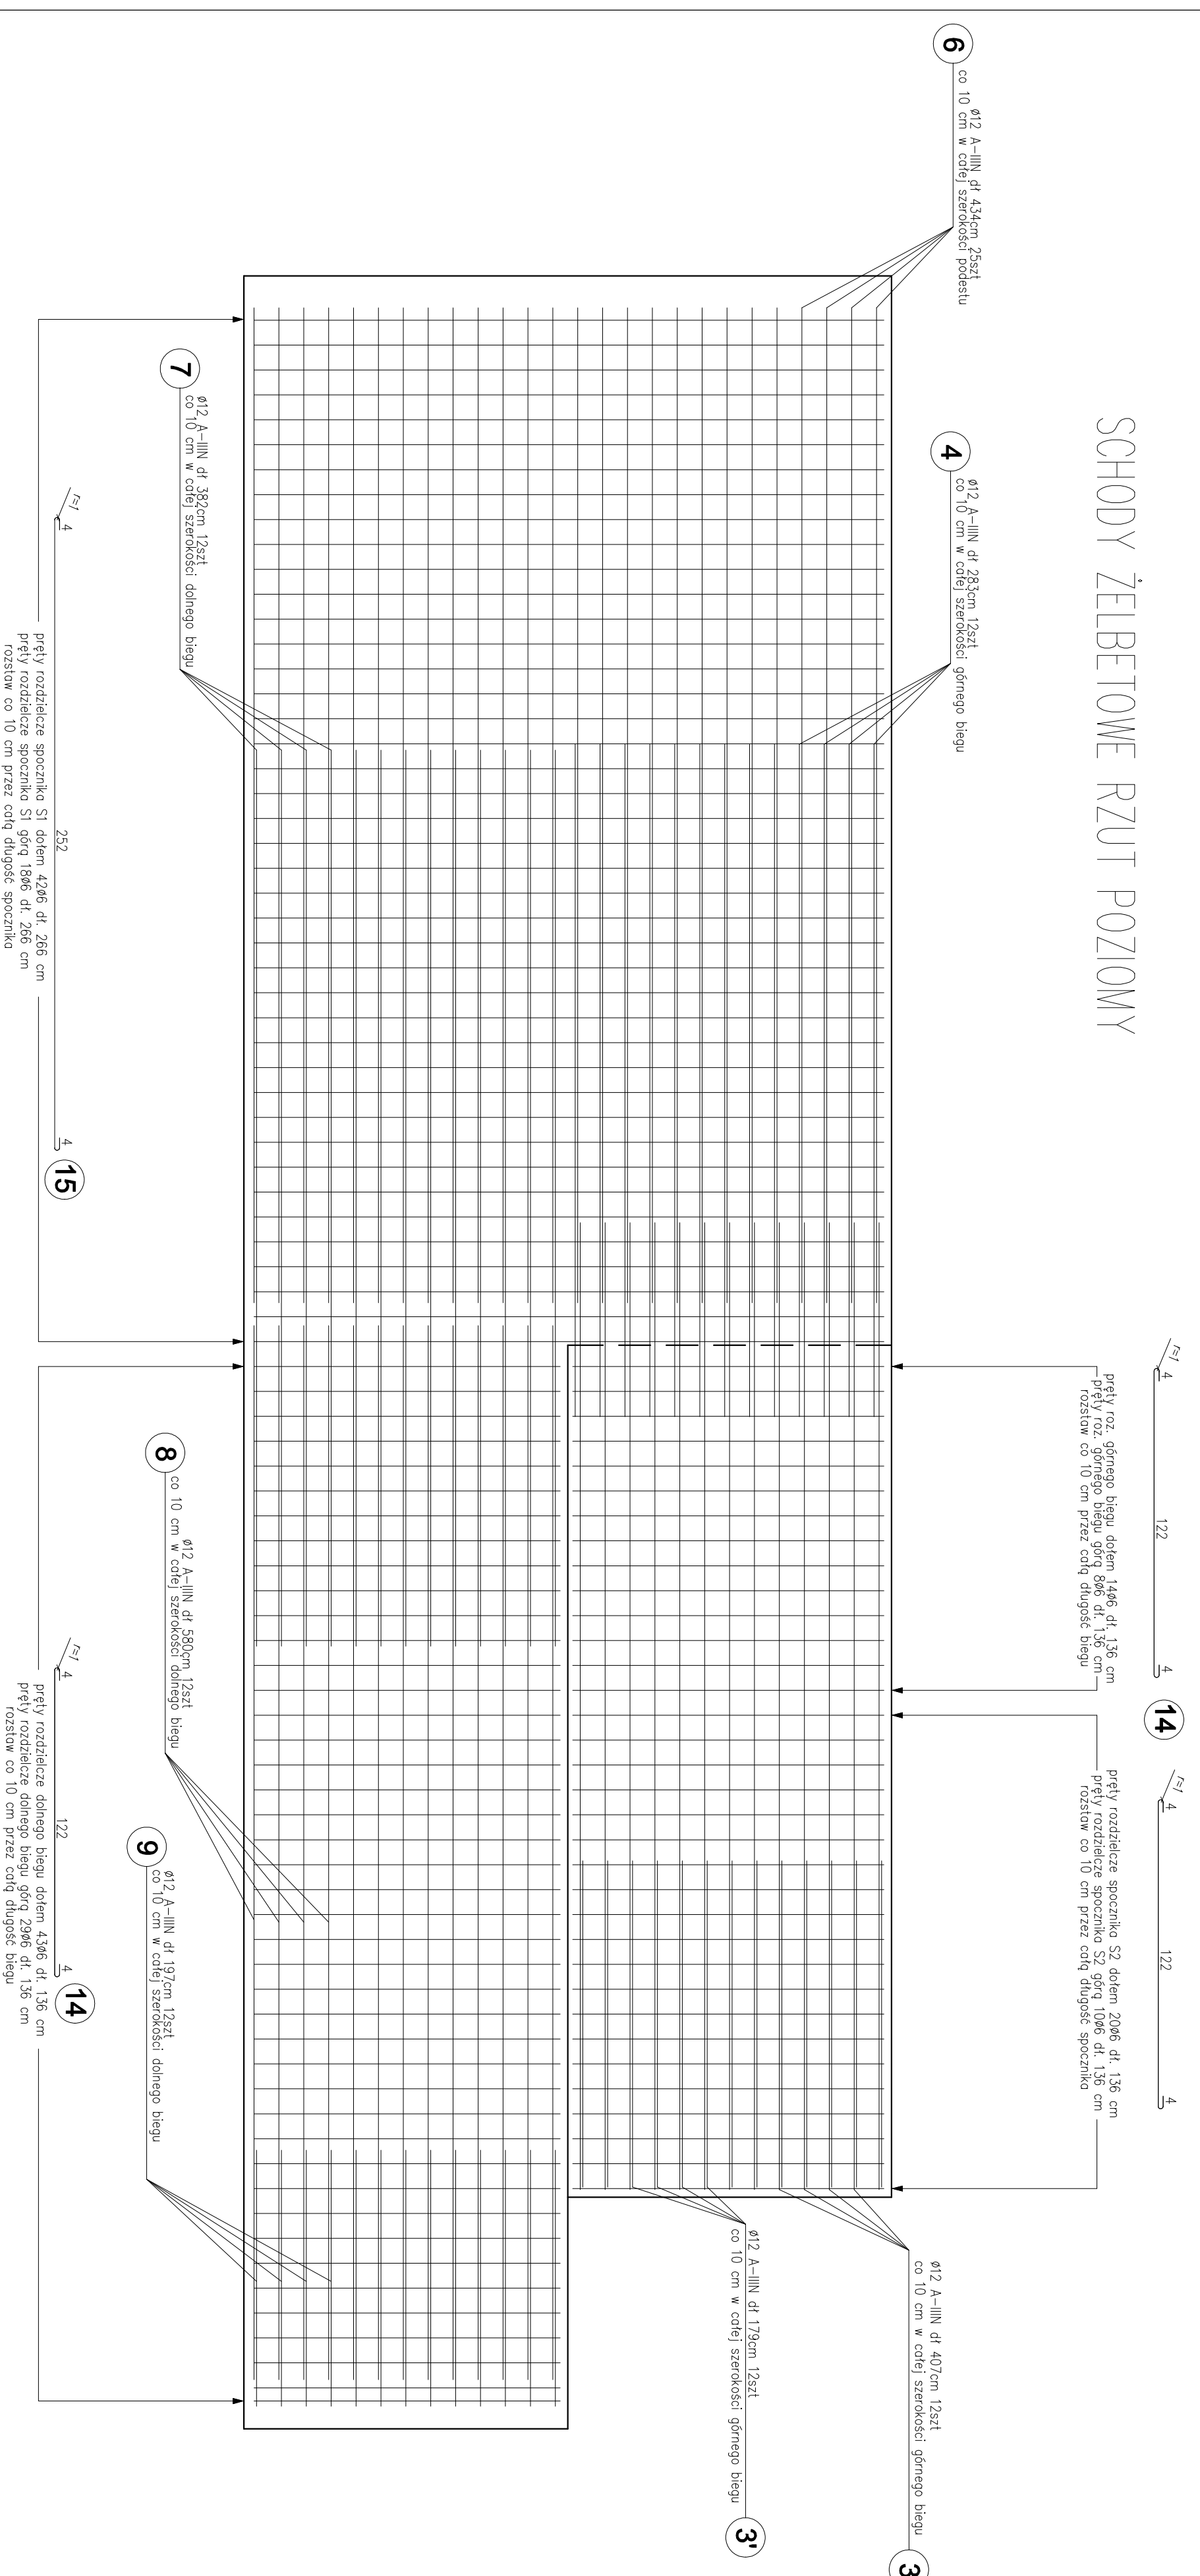 SCHODY ŻELBETOWE RZUT POZIOMY
6
ø12 A-IIIN dł 434cm 25szt
co 10 cm w całej szerokości podestu
4
ø12 A-IIIN dł 283cm 12szt
co 10 cm w całej szerokości górnego biegu
r=1
4
122
4
14
pręty roz. górnego biegu dołem 14ø6 dł. 136 cm
pręty roz. górnego biegu górą 8ø6 dł. 136 cm
rozstaw co 10 cm przez całą długość biegu
r=1
4
122
4
pręty rozdzielcze spocznika S2 dołem 20ø6 dł. 136 cm
pręty rozdzielcze spocznika S2 górą 10ø6 dł. 136 cm
rozstaw co 10 cm przez całą długość spocznika
ø12 A-IIIN dł 407cm 12szt
co 10 cm w całej szerokości górnego biegu
3
ø12 A-IIIN dł 179cm 12szt
co 10 cm w całej szerokości górnego biegu
3'
7
ø12 A-IIIN dł 382cm 12szt
co 10 cm w całej szerokości dolnego biegu
8
ø12 A-IIIN dł 580cm 12szt
co 10 cm w całej szerokości dolnego biegu
9
ø12 A-IIIN dł 197cm 12szt
co 10 cm w całej szerokości dolnego biegu
r=1
4
252
4
15
pręty rozdzielcze spocznika S1 dołem 42ø6 dł. 266 cm
pręty rozdzielcze spocznika S1 górą 18ø6 dł. 266 cm
rozstaw co 10 cm przez całą długość spocznika
r=1
4
122
4
14
pręty rozdzielcze dolnego biegu dołem 43ø6 dł. 136 cm
pręty rozdzielcze dolnego biegu górą 29ø6 dł. 136 cm
rozstaw co 10 cm przez całą długość biegu